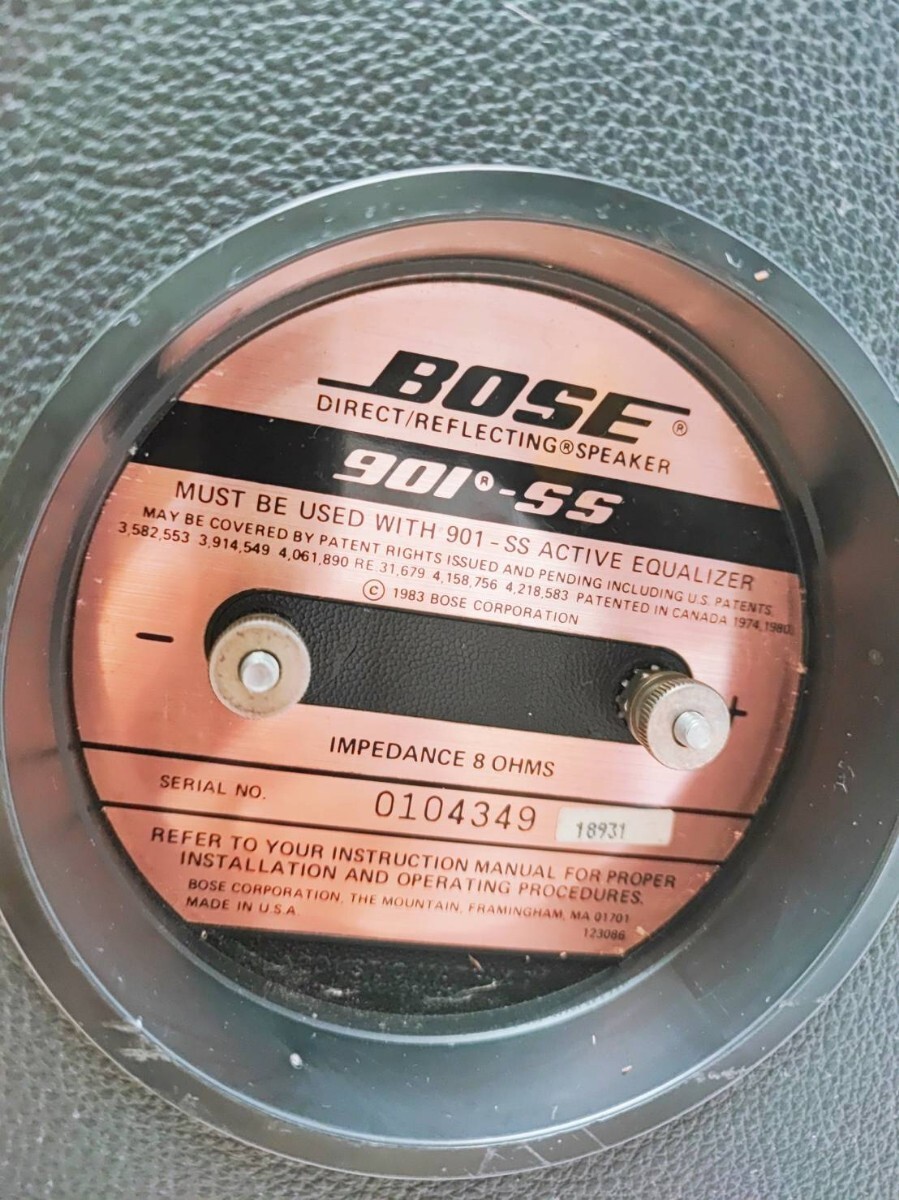 BOSE®
DIRECT/REFLECTING® SPEAKER
901®-SS
MUST BE USED WITH 901-SS ACTIVE EQUALIZER
MAY BE COVERED BY PATENT RIGHTS ISSUED AND PENDING INCLUDING U.S. PATENTS,
3,582,553 3,914,549 4,061,890 RE.31,679 4,158,756 4,218,583 PATENTED IN CANADA 1974, 1980.
© 1983 BOSE CORPORATION
- +
IMPEDANCE 8 OHMS
SERIAL NO. 0104349 18931
REFER TO YOUR INSTRUCTION MANUAL FOR PROPER
INSTALLATION AND OPERATING PROCEDURES.
BOSE CORPORATION, THE MOUNTAIN, FRAMINGHAM, MA 01701
MADE IN U.S.A
123086